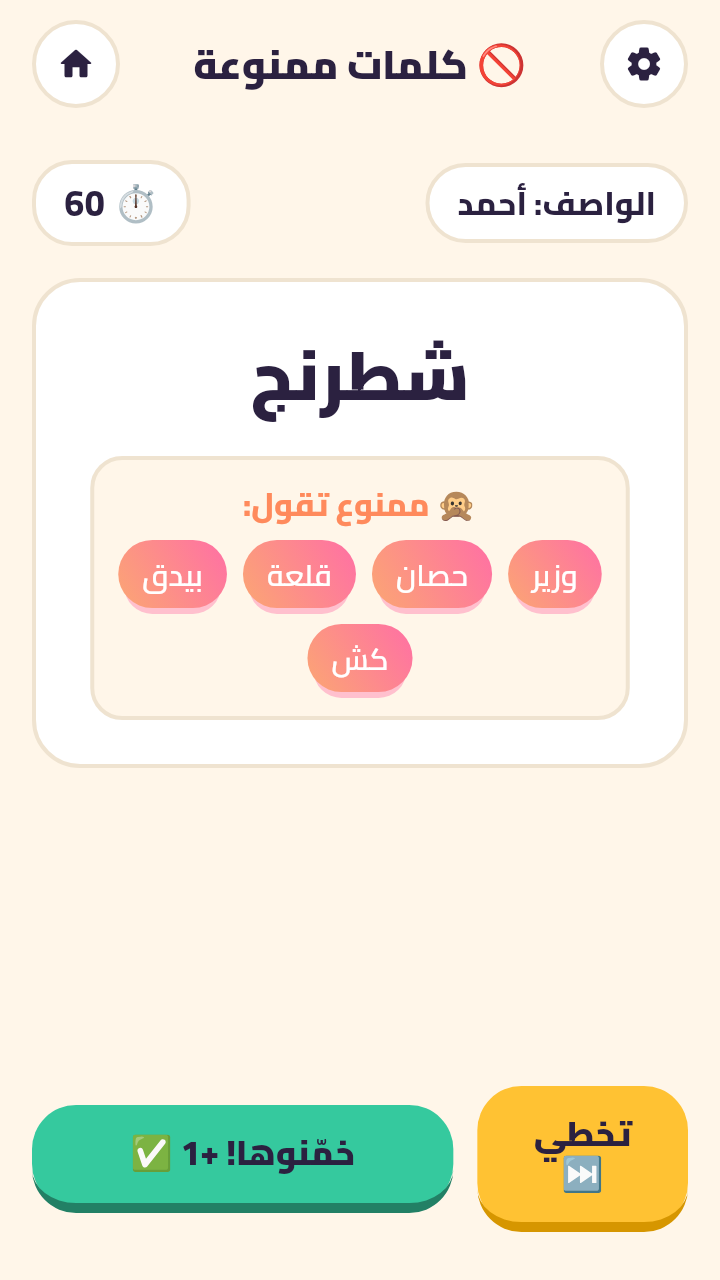 🚫 كلمات ممنوعة
الواصف: أحمد
⏱️ 60
شطرنج
🙊 ممنوع تقول:
وزير حصان قلعة بيدق
كش
تخطي ⏭️
خمّنوها! +1 ✅